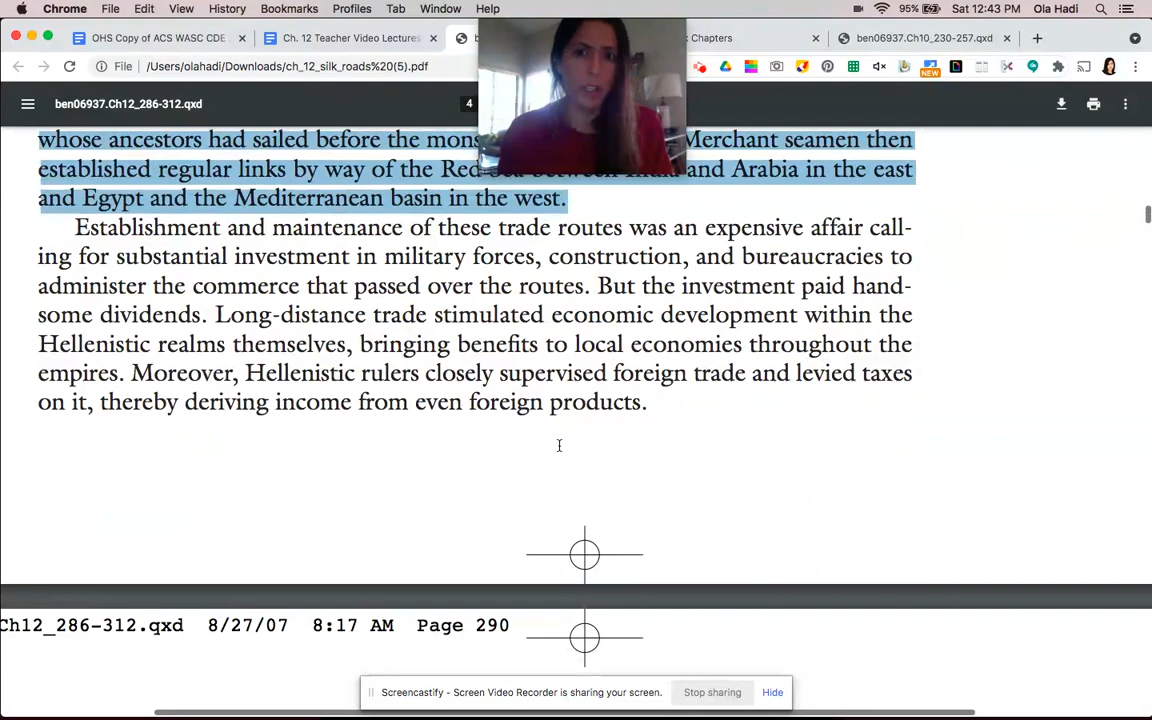 Chrome File Edit View History Bookmarks Profiles Tab Window Help 95% Sat 12:43 PM Ola Hadi
OHS Copy of ACS WASC CDE Ch. 12 Teacher Video Lectures Chapters ben06937.Ch10_230-257.qxd
File /Users/olahadi/Downloads/ch_12_silk_roads%20(5).pdf NEW
ben06937.Ch12_286-312.qxd 4
whose ancestors had sailed before the Merchant seamen then
established regular links by way of the Red and Arabia in the east
and Egypt and the Mediterranean basin in the west.
Establishment and maintenance of these trade routes was an expensive affair call-
ing for substantial investment in military forces, construction, and bureaucracies to
administer the commerce that passed over the routes. But the investment paid hand-
some dividends. Long-distance trade stimulated economic development within the
Hellenistic realms themselves, bringing benefits to local economies throughout the
empires. Moreover, Hellenistic rulers closely supervised foreign trade and levied taxes
on it, thereby deriving income from even foreign products.
Ch12_286-312.qxd 8/27/07 8:17 AM Page 290
Screencastify - Screen Video Recorder is sharing your screen. Stop sharing Hide